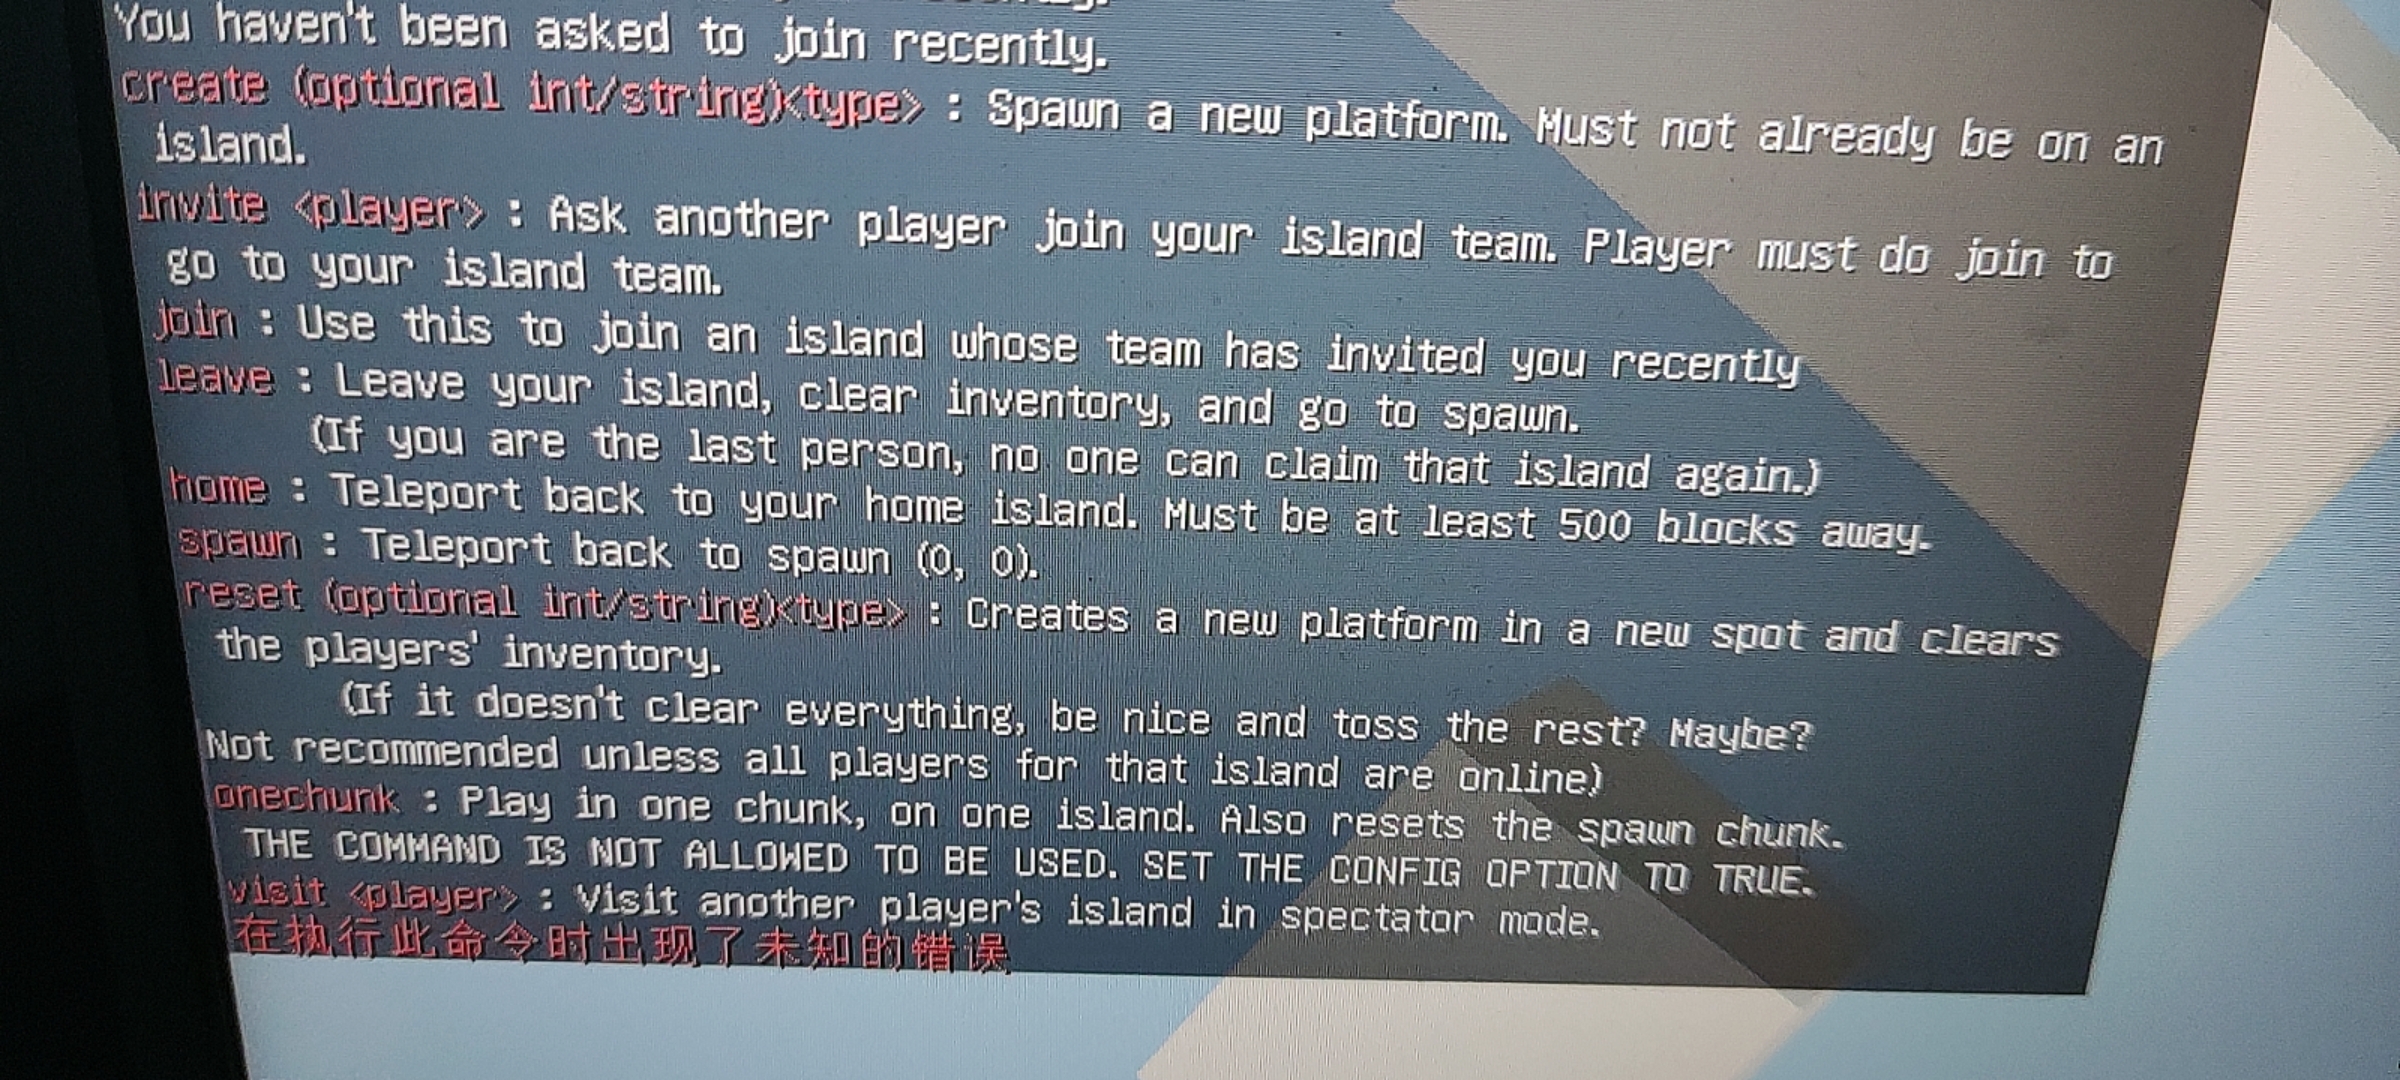 You haven't been asked to join recently.
create (optional int/string)<type> : Spawn a new platform. Must not already be on an
island.
invite <player> : Ask another player join your island team. Player must do join to
go to your island team.
join : Use this to join an island whose team has invited you recently
leave : Leave your island, clear inventory, and go to spawn.
(If you are the last person, no one can claim that island again.)
home : Teleport back to your home island. Must be at least 500 blocks away.
spawn : Teleport back to spawn (0, 0).
reset (optional int/string)<type> : Creates a new platform in a new spot and clears
the players' inventory.
(If it doesn't clear everything, be nice and toss the rest? Maybe?
Not recommended unless all players for that island are online)
onechunk : Play in one chunk, on one island. Also resets the spawn chunk.
THE COMMAND IS NOT ALLOWED TO BE USED. SET THE CONFIG OPTION TO TRUE.
visit <player> : Visit another player's island in spectator mode.
在执行此命令时出现了未知的错误